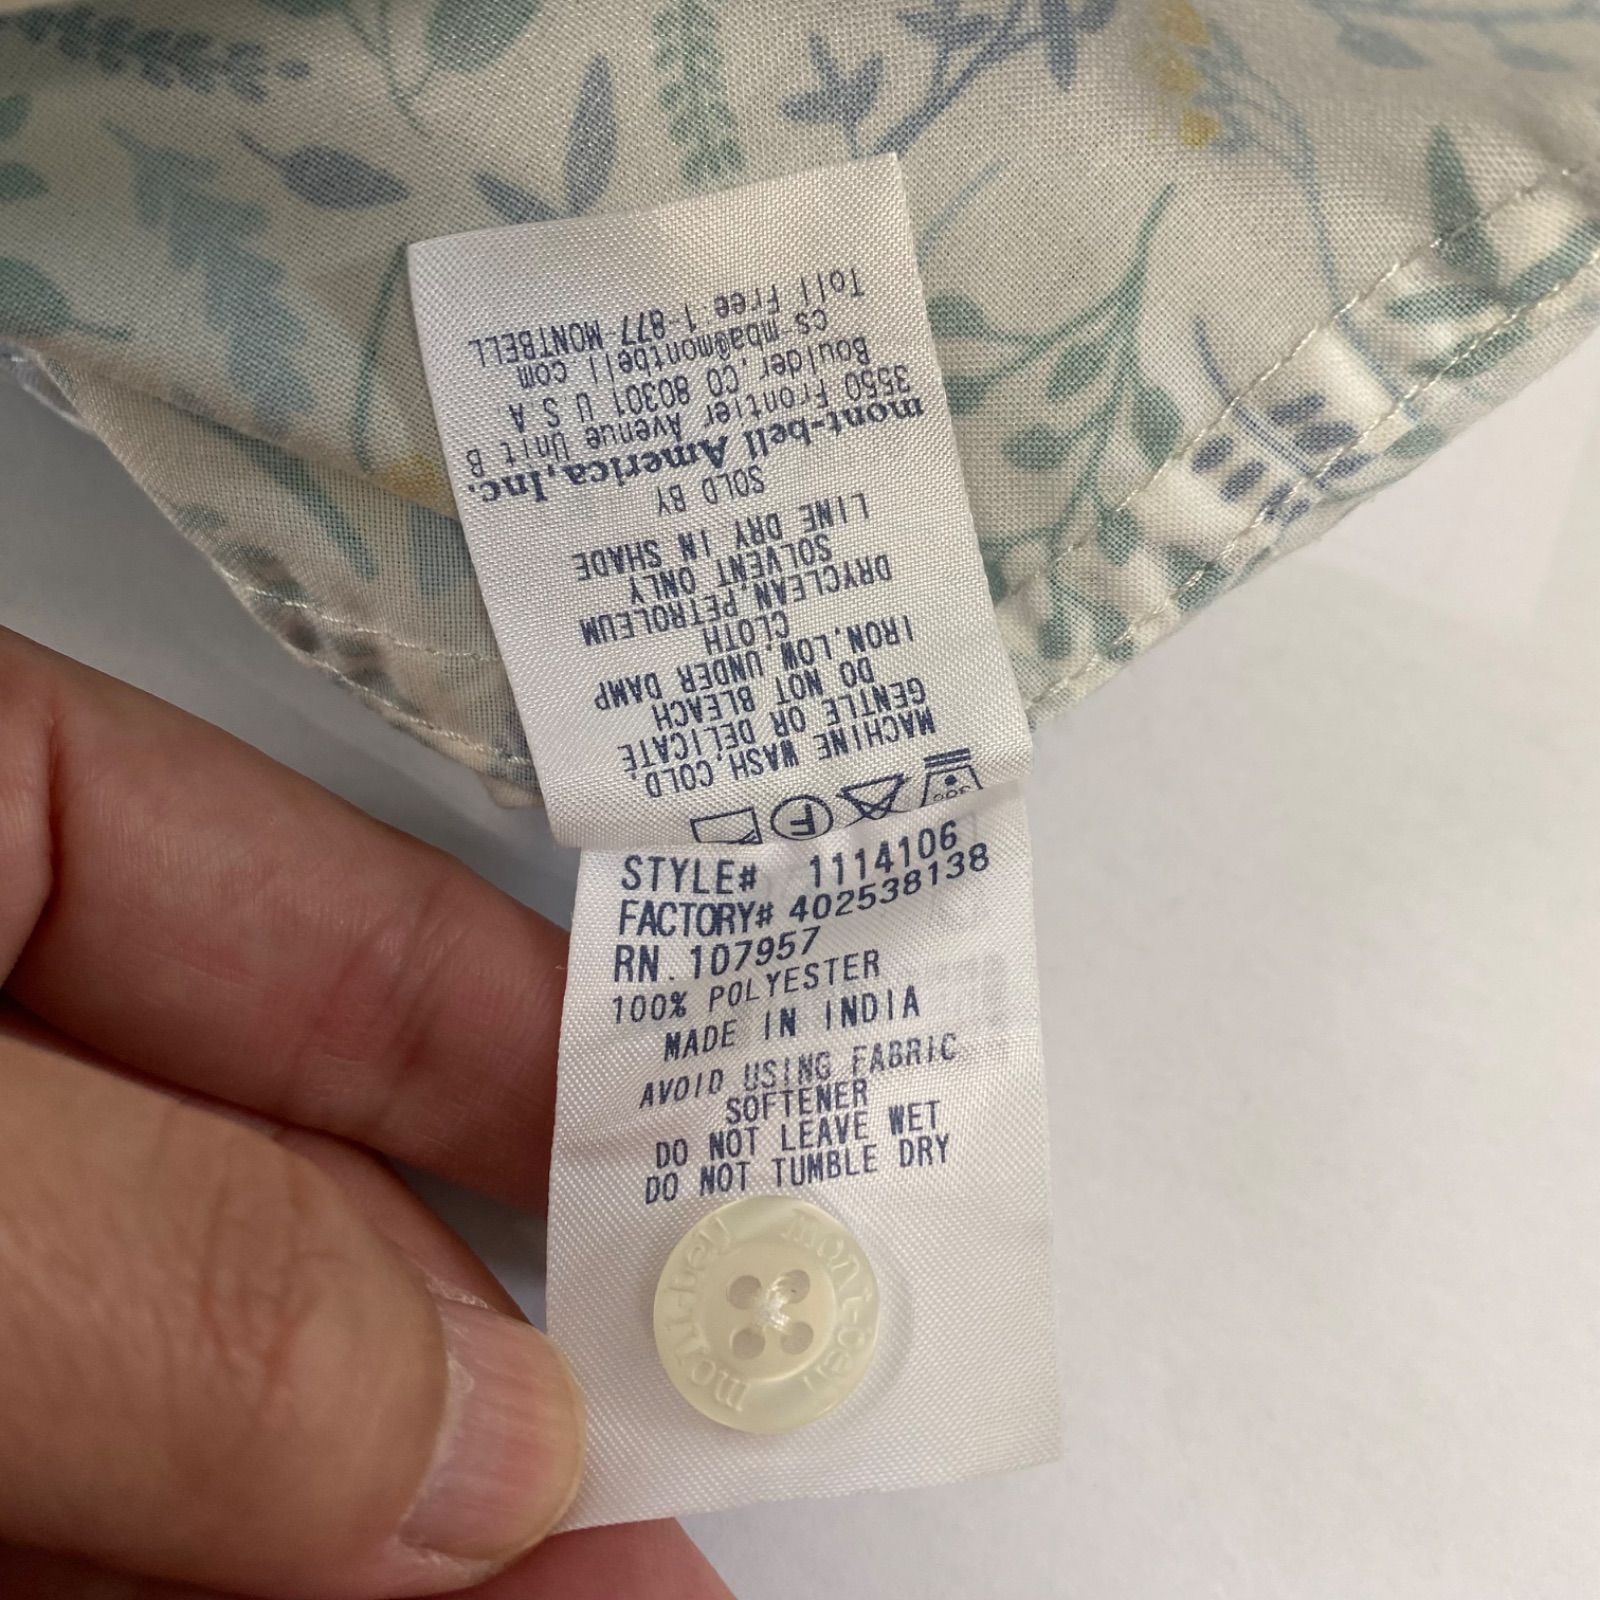 MACHINE WASH,COLD,
GENTLE OR DELICATE
DO NOT BLEACH
IRON,LOW,UNDER DAMP
CLOTH
DRYCLEAN,PETROLEUM
SOLVENT ONLY
LINE DRY IN SHADE
SOLD BY
mont-bell America,Inc.
3550 Frontier Avenue Unit B
Boulder,CO 80301 U.S.A.
cs-mba@montbell.com
Toll Free 1-877-MONTBELL
STYLE# 1114106
FACTORY# 402538138
RN. 107957
100% POLYESTER
MADE IN INDIA
AVOID USING FABRIC
SOFTENER
DO NOT LEAVE WET
DO NOT TUMBLE DRY
mont-bell
mont-bell